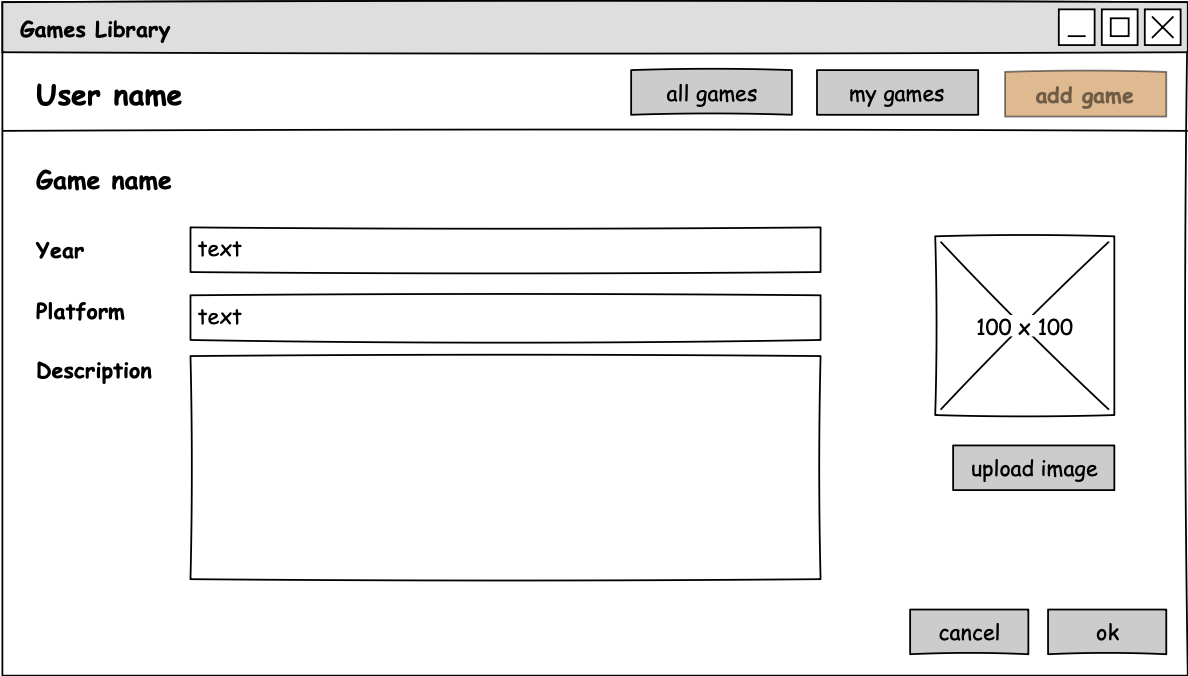 Games Library
User name
all games
my games
add game
Game name
Year
text
Platform
text
Description
100 x 100
upload image
cancel
ok